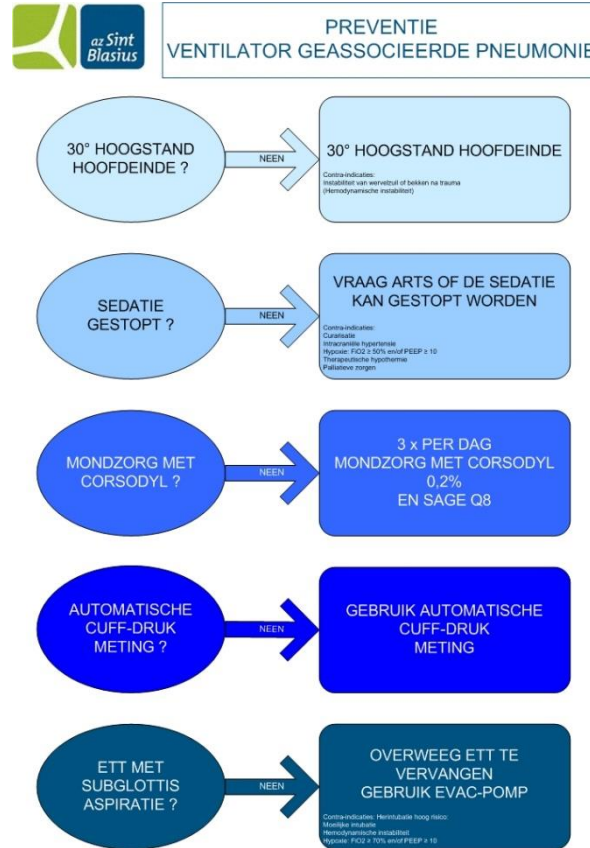 az Sint
Blasius
PREVENTIE
VENTILATOR GEASSOCIEERDE PNEUMONIE
30° HOOGSTAND
HOOFDEINDE ?
NEEN
30° HOOGSTAND HOOFDEINDE
Contra-indicaties:
Instabiliteit van wervelzuil of bekken na trauma
(Hemodynamische instabiliteit)
SEDATIE
GESTOPT ?
NEEN
VRAAG ARTS OF DE SEDATIE
KAN GESTOPT WORDEN
Contra-indicaties:
Curarisatie
Intracraniële hypertensie
Hypoxie: FiO2 ≥ 50% en/of PEEP ≥ 10
Therapeutische hypothermie
Palliatieve zorgen
MONDZORG MET
CORSODYL ?
NEEN
3 x PER DAG
MONDZORG MET CORSODYL
0,2%
EN SAGE Q8
AUTOMATISCHE
CUFF-DRUK
METING ?
NEEN
GEBRUIK AUTOMATISCHE
CUFF-DRUK
METING
ETT MET
SUBGLOTTIS
ASPIRATIE ?
NEEN
OVERWEEG ETT TE
VERVANGEN
GEBRUIK EVAC-POMP
Contra-indicaties: Herintubatie hoog risico:
Moeilijke intubatie
Hemodynamische instabiliteit
Hypoxie: FiO2 ≥ 70% en/of PEEP ≥ 10